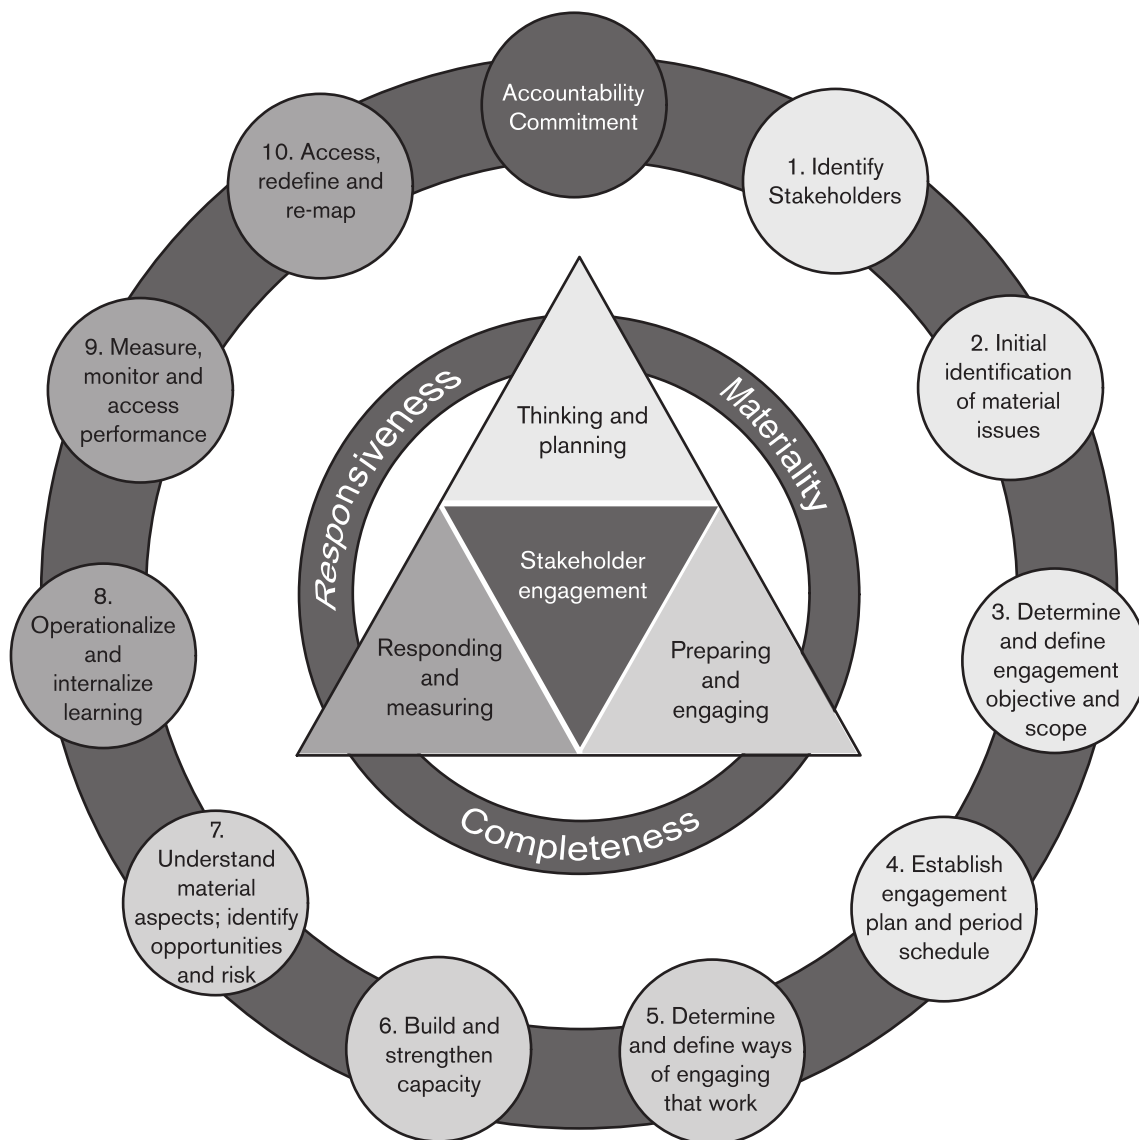 Accountability
Commitment
1. Identify
Stakeholders
2. Initial
identification
of material
issues
3. Determine
and define
engagement
objective and
scope
4. Establish
engagement
plan and period
schedule
5. Determine
and define ways
of engaging
that work
6. Build and
strengthen
capacity
7.
Understand
material
aspects; identify
opportunities
and risk
8.
Operationalize
and
internalize
learning
9. Measure,
monitor and
access
performance
10. Access,
redefine and
re-map
Responsiveness
Materiality
Completeness
Thinking and
planning
Stakeholder
engagement
Responding
and
measuring
Preparing
and
engaging